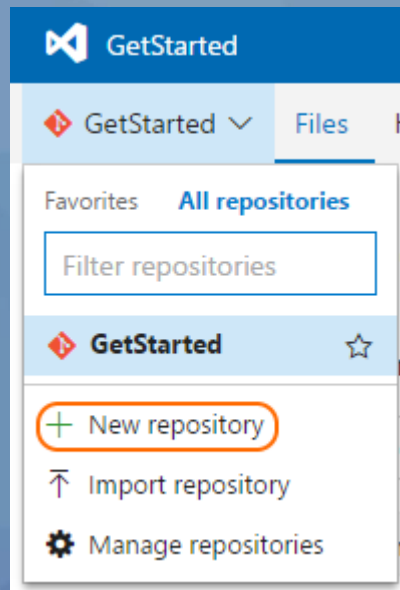 GetStarted
GetStarted Files
Favorites All repositories
Filter repositories
GetStarted
New repository
Import repository
Manage repositories